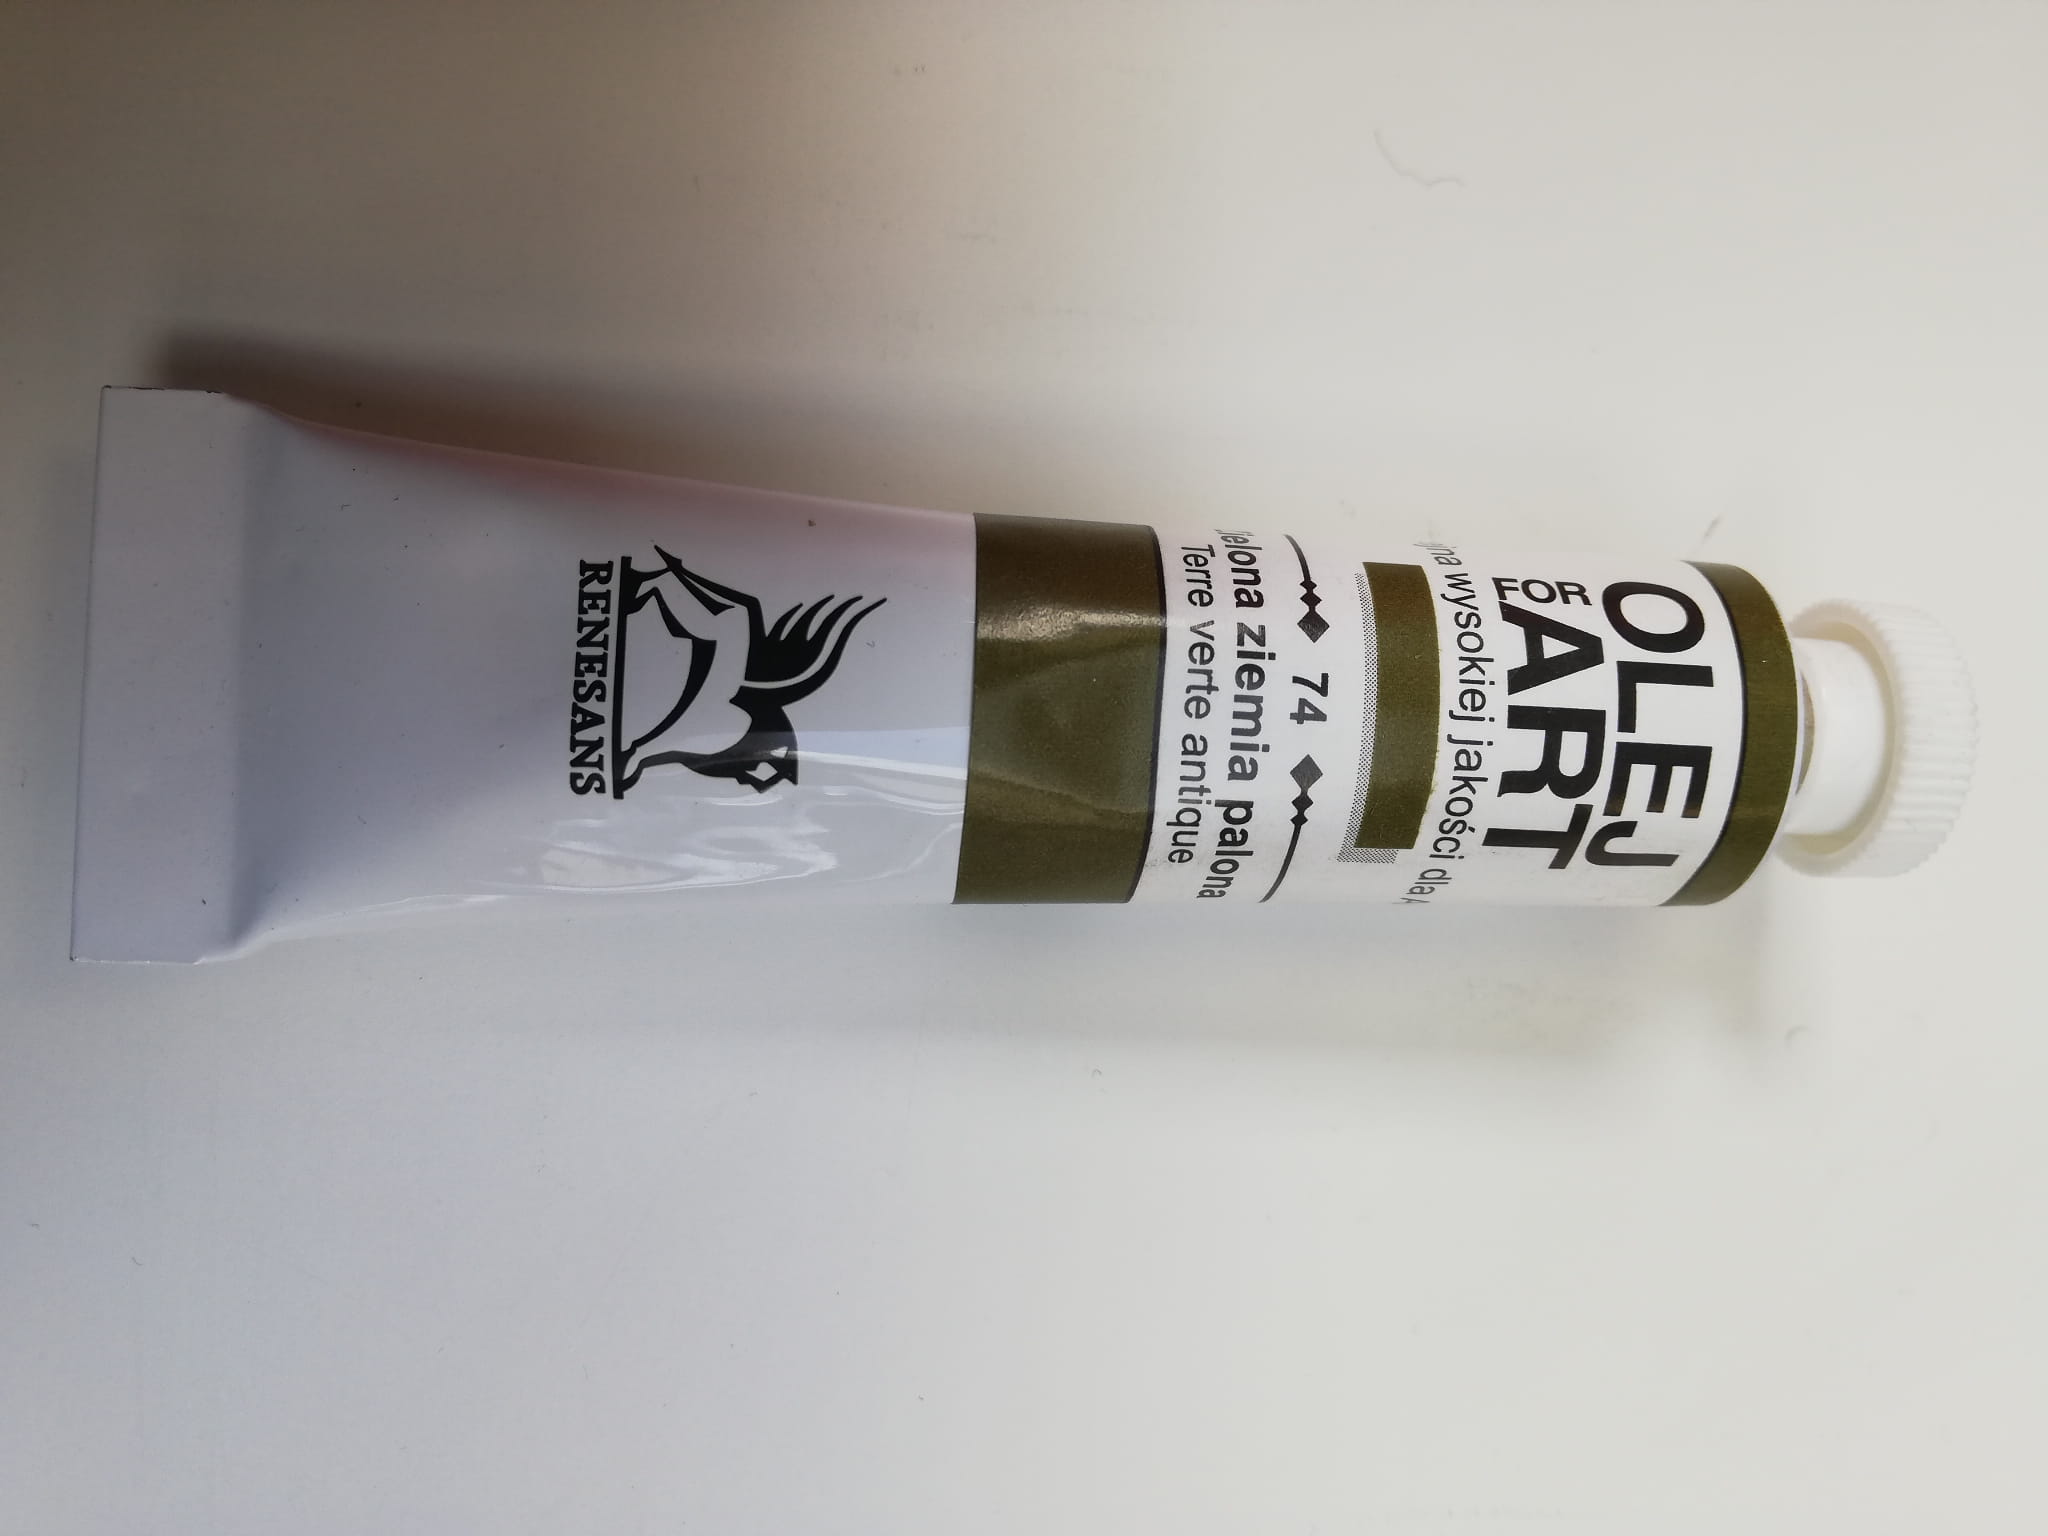 OLEJ
FOR
ART
wysokiej jakości dla
74
ziemia palona
Terre verte antique
RENESANS